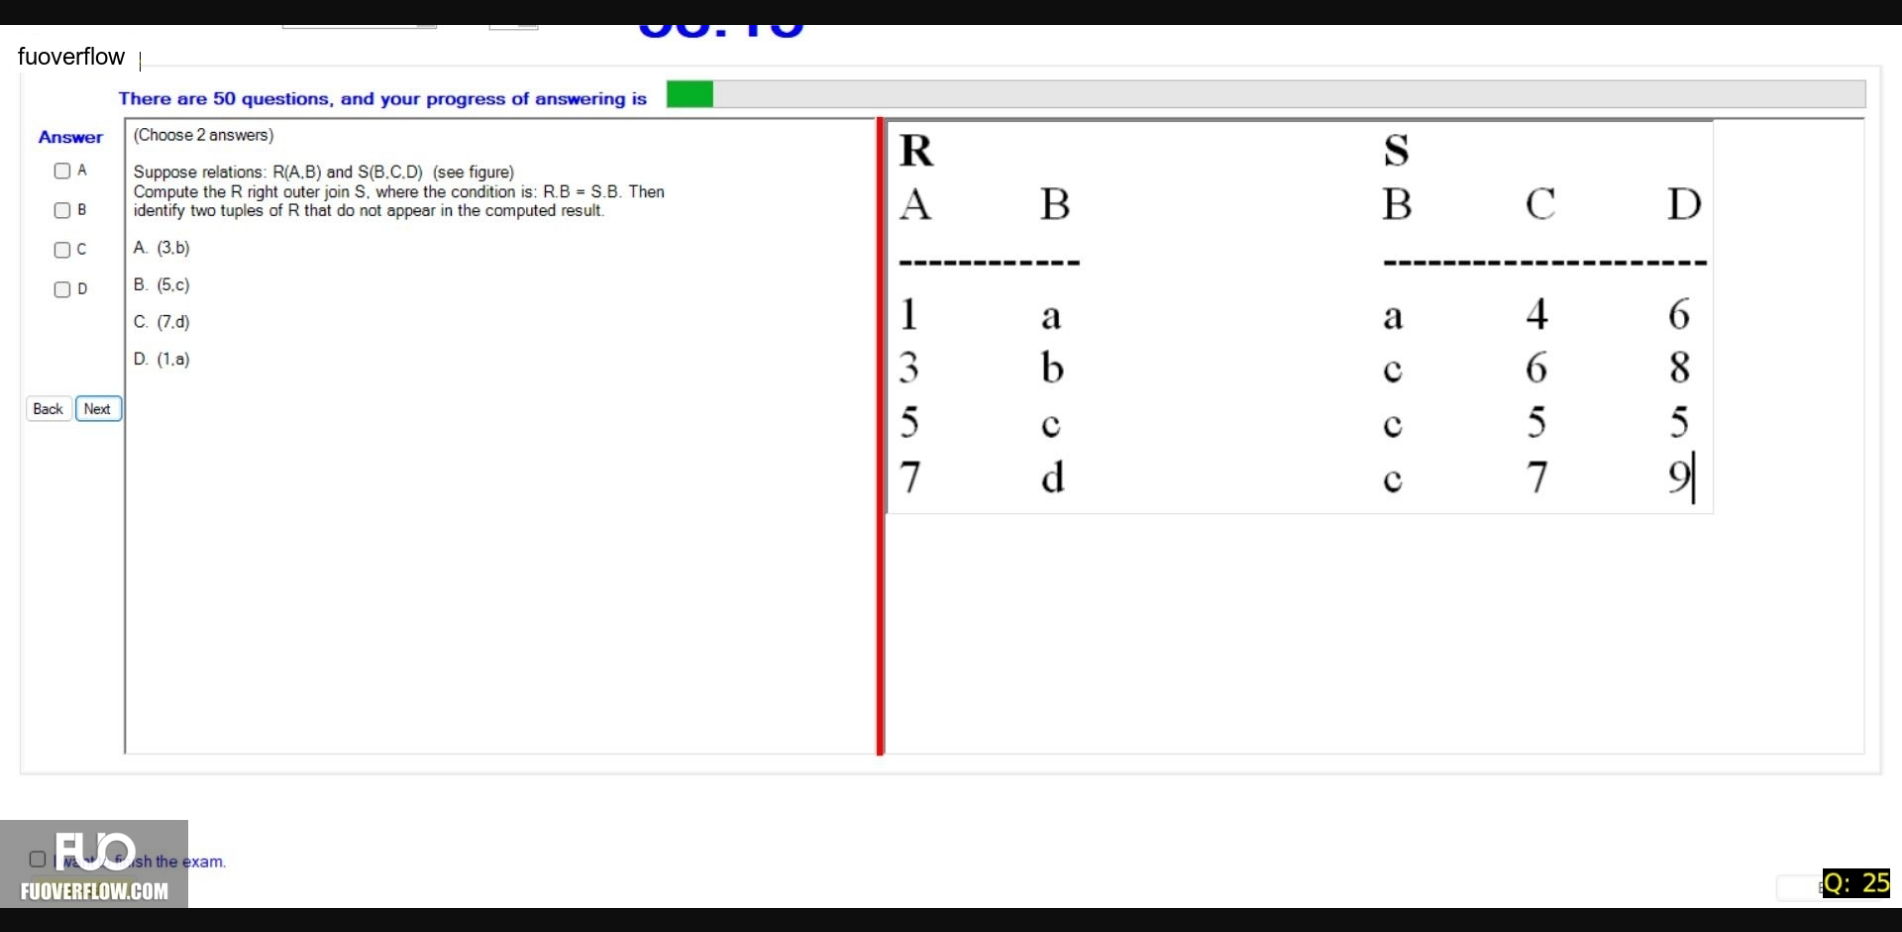 fuoverflow
There are 50 questions, and your progress of answering is
Answer
A
B
C
D
Back
Next
(Choose 2 answers)
Suppose relations: R(A,B) and S(B,C,D) (see figure)
Compute the R right outer join S, where the condition is: R.B = S.B. Then
identify two tuples of R that do not appear in the computed result.
A. (3,b)
B. (5,c)
C. (7,d)
D. (1,a)
R S
A B B C D
------------ ---------------------
1 a a 4 6
3 b c 6 8
5 c c 5 5
7 d c 7 9
FUO
sh the exam.
FUOVERFLOW.COM
Q: 25